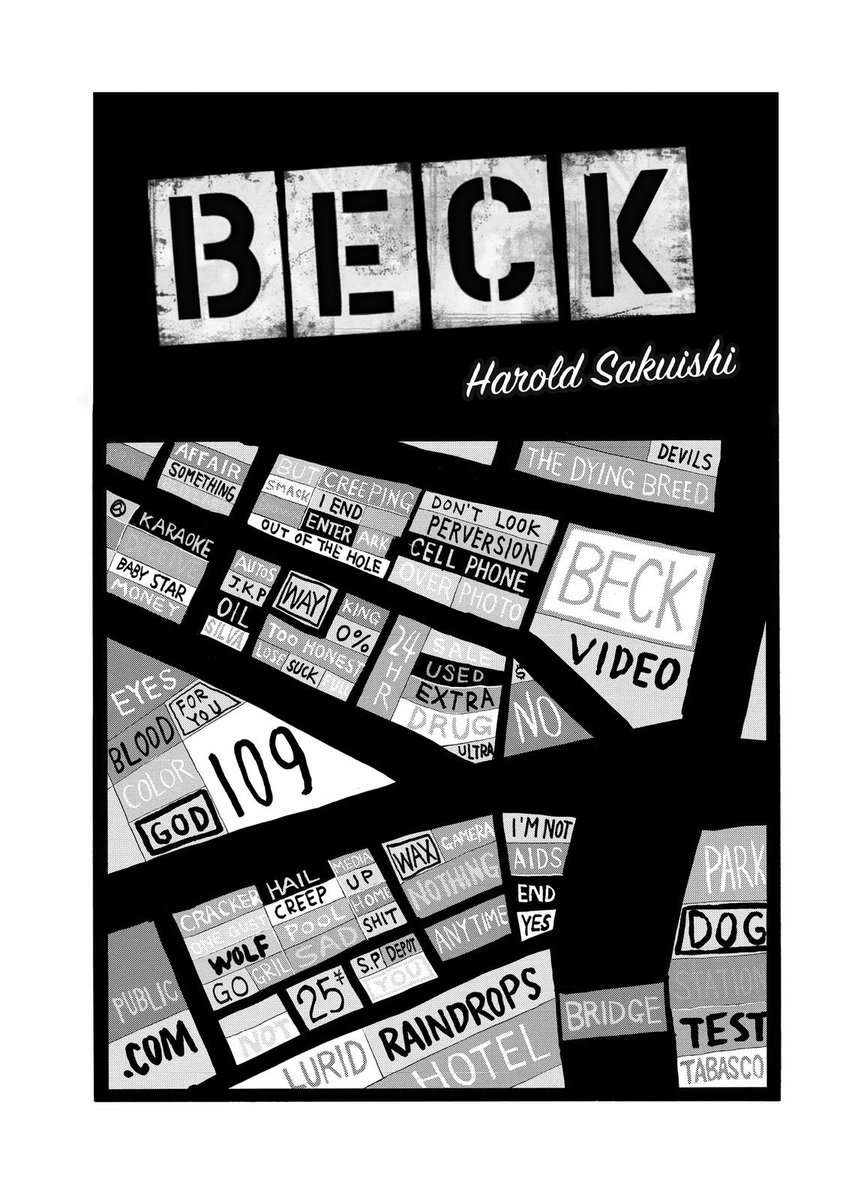 BECK
Harold Sakuishi
AFFAIR
SOMETHING
BUT
CREEPING
SMACK
I END
ENTER
ARK
OUT OF THE HOLE
DON'T LOOK
PERVERSION
CELL PHONE
OVER
PHOTO
DEVILS
THE DYING BREED
KARAOKE
BABY STAR
MONEY
AUTOS
J.K.P
OIL
SILVA
WAY
KING
0%
TOO HONEST
LOSE
SUCK
FULL
24HR
SALE
USED
EXTRA
DRUG
ULTRA
$
NO
BECK
VIDEO
EYES
BLOOD
FOR YOU
COLOR
GOD
109
CRACKER
HAIL
MEDIA
CREEP
UP
ONE GUST
POOL
HOME
WOLF
SAD
SHIT
GO
GRIL
25¥
S.P
DEPOT
YOU
NOT
WAX
GAMERA
NOTHING
ANYTIME
I'M NOT
AIDS
END
YES
PUBLIC
.COM
LURID
RAINDROPS
HOTEL
BRIDGE
PARK
DOG
STATION
TEST
TABASCO